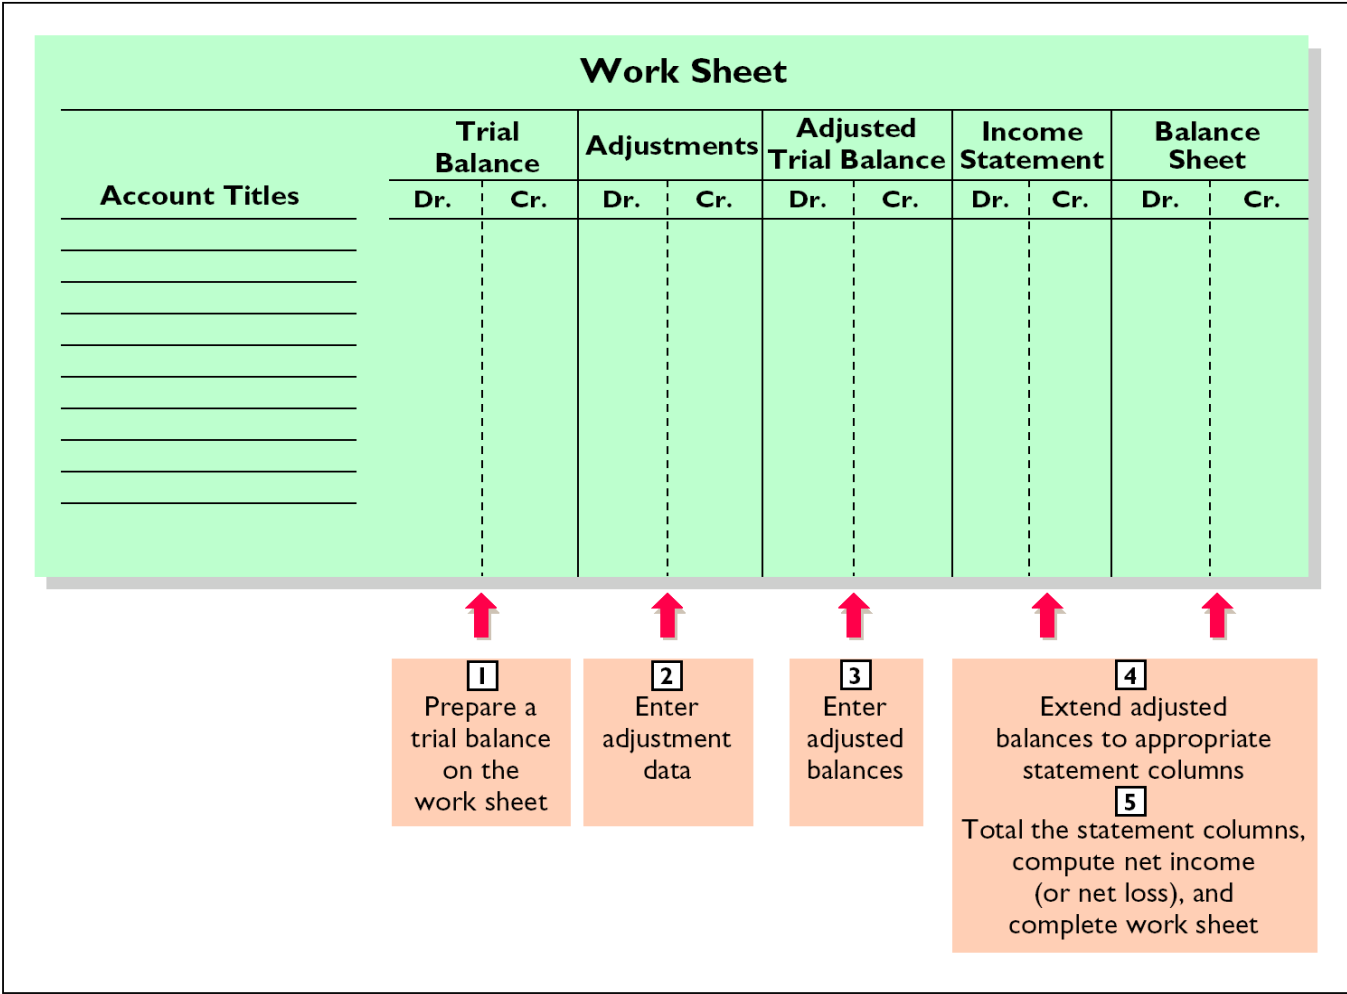 Work Sheet
Trial
Balance
Adjustments
Adjusted
Trial Balance
Income
Statement
Balance
Sheet
Account Titles
Dr. Cr. Dr. Cr. Dr. Cr. Dr. Cr. Dr. Cr.
1
Prepare a
trial balance
on the
work sheet
2
Enter
adjustment
data
3
Enter
adjusted
balances
4
Extend adjusted
balances to appropriate
statement columns
5
Total the statement columns,
compute net income
(or net loss), and
complete work sheet